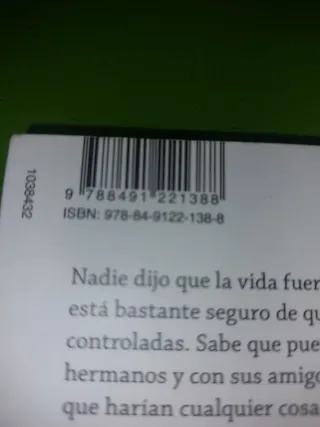 1038432
9 788491 221388
ISBN: 978-84-9122-138-8
Nadie dijo que la vida fuer
está bastante seguro de qu
controladas. Sabe que pue
hermanos y con sus amigo
que harían cualquier cosa